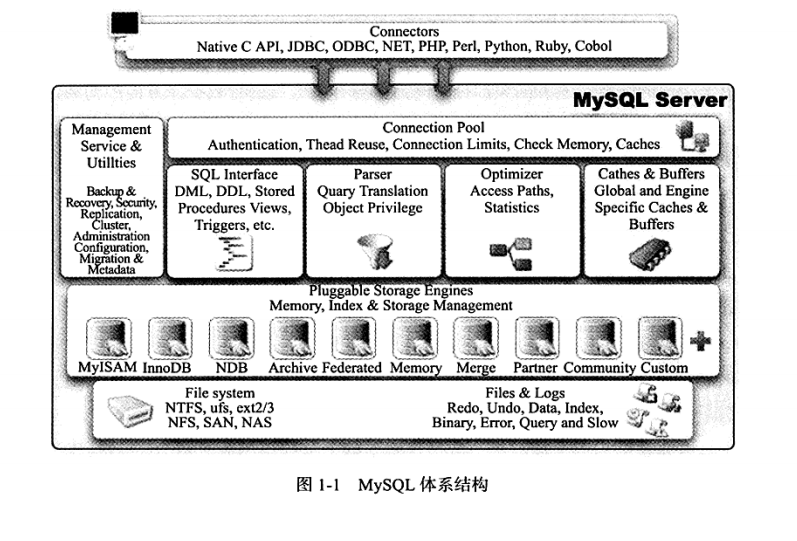 Connectors
Native C API, JDBC, ODBC, NET, PHP, Perl, Python, Ruby, Cobol
MySQL Server
Management
Service &
Utillties
Backup &
Recovery, Security,
Replication,
Cluster,
Administration
Configuration,
Migration &
Metadata
Connection Pool
Authentication, Thead Reuse, Connection Limits, Check Memory, Caches
SQL Interface
DML, DDL, Stored
Procedures Views,
Triggers, etc.
Parser
Quary Translation
Object Privilege
Optimizer
Access Paths,
Statistics
Cathes & Buffers
Global and Engine
Specific Caches &
Buffers
Pluggable Storage Engines
Memory, Index & Storage Management
MyISAM InnoDB NDB Archive Federated Memory Merge Partner Community Custom
File system
NTFS, ufs, ext2/3
NFS, SAN, NAS
Files & Logs
Redo, Undo, Data, Index,
Binary, Error, Query and Slow
图 1-1 MySQL 体系结构